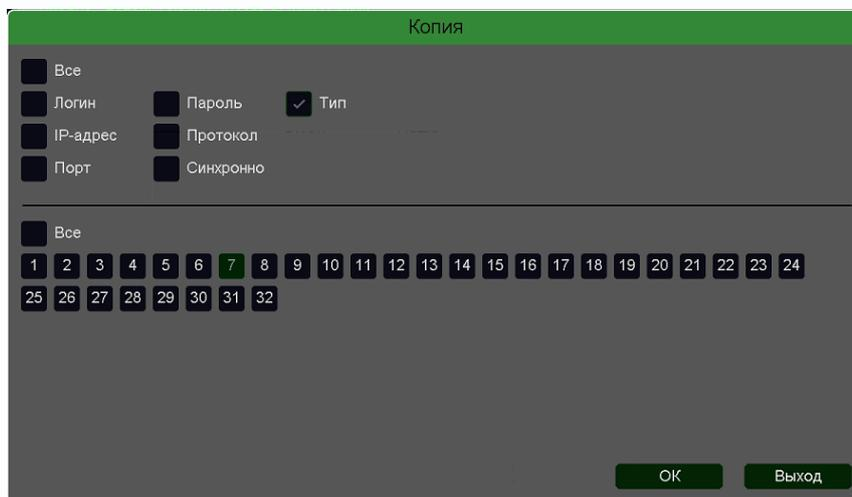 Копия
Все
Логин Пароль Тип
IP-адрес Протокол
Порт Синхронно
Все
1 2 3 4 5 6 7 8 9 10 11 12 13 14 15 16 17 18 19 20 21 22 23 24
25 26 27 28 29 30 31 32
ОК Выход